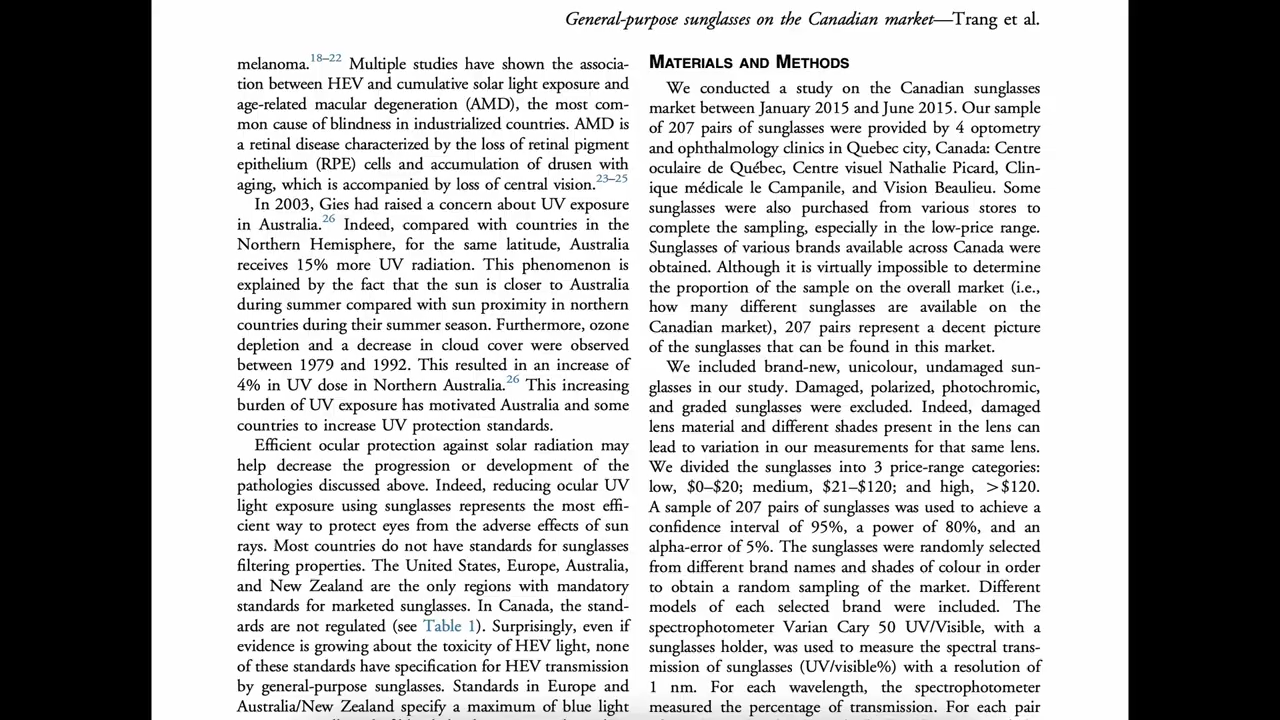 General-purpose sunglasses on the Canadian market—Trang et al.
melanoma.18–22 Multiple studies have shown the associa-
tion between HEV and cumulative solar light exposure and
age-related macular degeneration (AMD), the most com-
mon cause of blindness in industrialized countries. AMD is
a retinal disease characterized by the loss of retinal pigment
epithelium (RPE) cells and accumulation of drusen with
aging, which is accompanied by loss of central vision.23–25
In 2003, Gies had raised a concern about UV exposure
in Australia.26 Indeed, compared with countries in the
Northern Hemisphere, for the same latitude, Australia
receives 15% more UV radiation. This phenomenon is
explained by the fact that the sun is closer to Australia
during summer compared with sun proximity in northern
countries during their summer season. Furthermore, ozone
depletion and a decrease in cloud cover were observed
between 1979 and 1992. This resulted in an increase of
4% in UV dose in Northern Australia.26 This increasing
burden of UV exposure has motivated Australia and some
countries to increase UV protection standards.
Efficient ocular protection against solar radiation may
help decrease the progression or development of the
pathologies discussed above. Indeed, reducing ocular UV
light exposure using sunglasses represents the most effi-
cient way to protect eyes from the adverse effects of sun
rays. Most countries do not have standards for sunglasses
filtering properties. The United States, Europe, Australia,
and New Zealand are the only regions with mandatory
standards for marketed sunglasses. In Canada, the stand-
ards are not regulated (see Table 1). Surprisingly, even if
evidence is growing about the toxicity of HEV light, none
of these standards have specification for HEV transmission
by general-purpose sunglasses. Standards in Europe and
Australia/New Zealand specify a maximum of blue light
MATERIALS AND METHODS
We conducted a study on the Canadian sunglasses
market between January 2015 and June 2015. Our sample
of 207 pairs of sunglasses were provided by 4 optometry
and ophthalmology clinics in Quebec city, Canada: Centre
oculaire de Québec, Centre visuel Nathalie Picard, Clin-
ique médicale le Campanile, and Vision Beaulieu. Some
sunglasses were also purchased from various stores to
complete the sampling, especially in the low-price range.
Sunglasses of various brands available across Canada were
obtained. Although it is virtually impossible to determine
the proportion of the sample on the overall market (i.e.,
how many different sunglasses are available on the
Canadian market), 207 pairs represent a decent picture
of the sunglasses that can be found in this market.
We included brand-new, unicolour, undamaged sun-
glasses in our study. Damaged, polarized, photochromic,
and graded sunglasses were excluded. Indeed, damaged
lens material and different shades present in the lens can
lead to variation in our measurements for that same lens.
We divided the sunglasses into 3 price-range categories:
low, $0–$20; medium, $21–$120; and high, >$120.
A sample of 207 pairs of sunglasses was used to achieve a
confidence interval of 95%, a power of 80%, and an
alpha-error of 5%. The sunglasses were randomly selected
from different brand names and shades of colour in order
to obtain a random sampling of the market. Different
models of each selected brand were included. The
spectrophotometer Varian Cary 50 UV/Visible, with a
sunglasses holder, was used to measure the spectral trans-
mission of sunglasses (UV/visible%) with a resolution of
1 nm. For each wavelength, the spectrophotometer
measured the percentage of transmission. For each pair